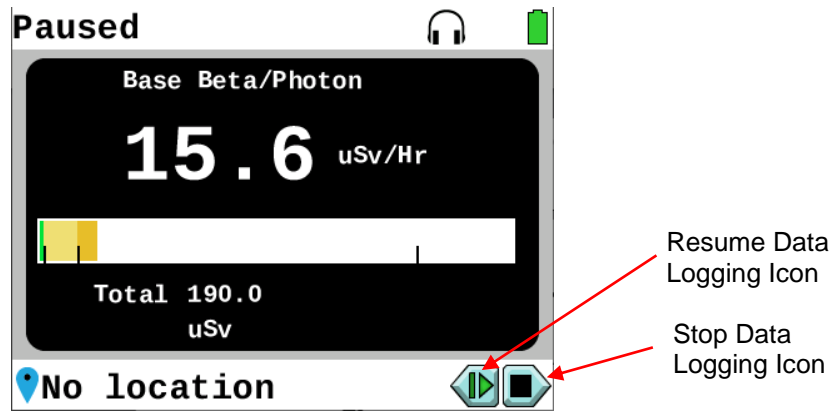 Paused
Base Beta/Photon
15.6 uSv/Hr
Total 190.0
uSv
No location
Resume Data
Logging Icon
Stop Data
Logging Icon